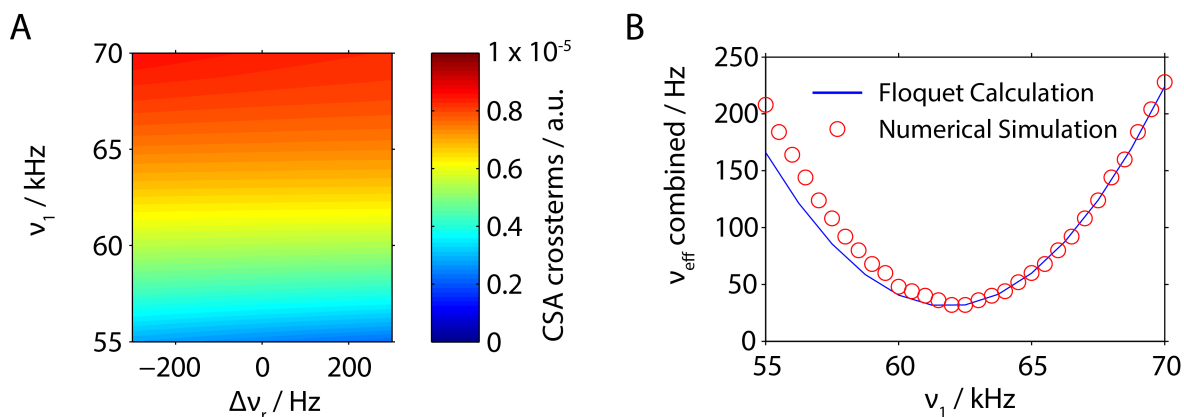 A
ν₁ / kHz
70
65
60
55
−200
0
200
Δνᵣ / Hz
1 x 10⁻⁵
0.8
0.6
0.4
0.2
0
CSA crossterms / a.u.
B
νeff combined / Hz
250
200
150
100
50
0
Floquet Calculation
Numerical Simulation
55
60
65
70
ν₁ / kHz